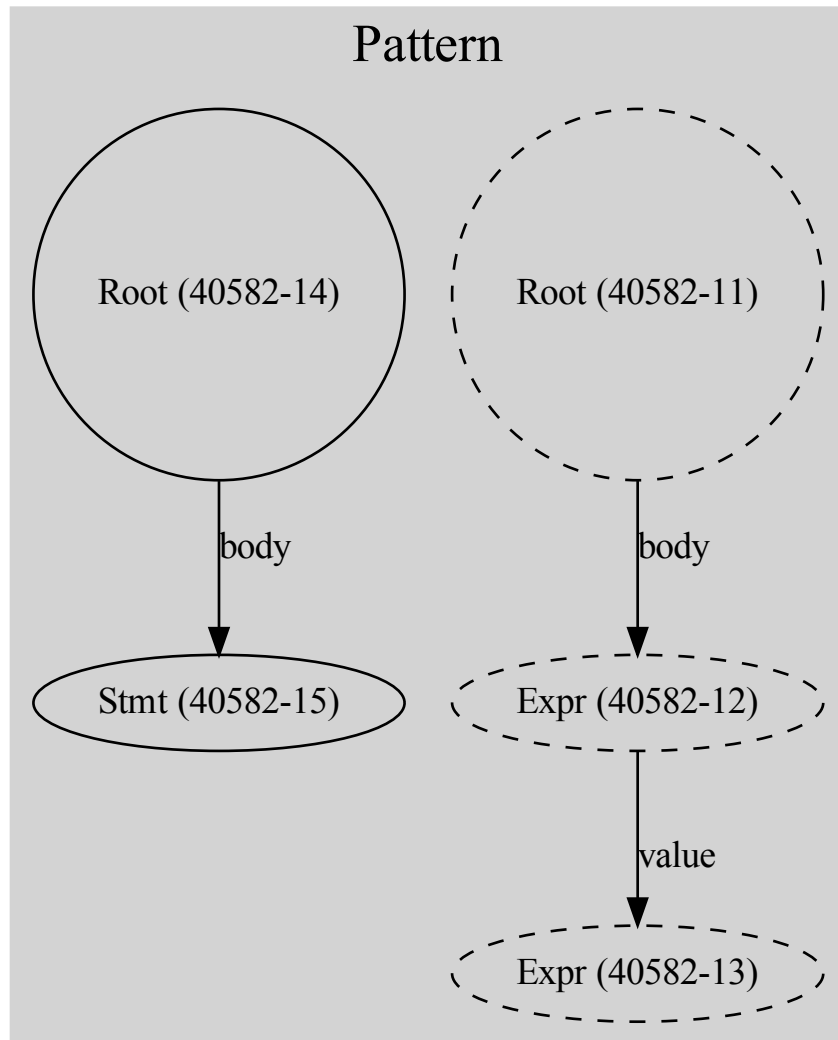 Pattern
Root (40582-14)
Root (40582-11)
body
body
Stmt (40582-15)
Expr (40582-12)
value
Expr (40582-13)